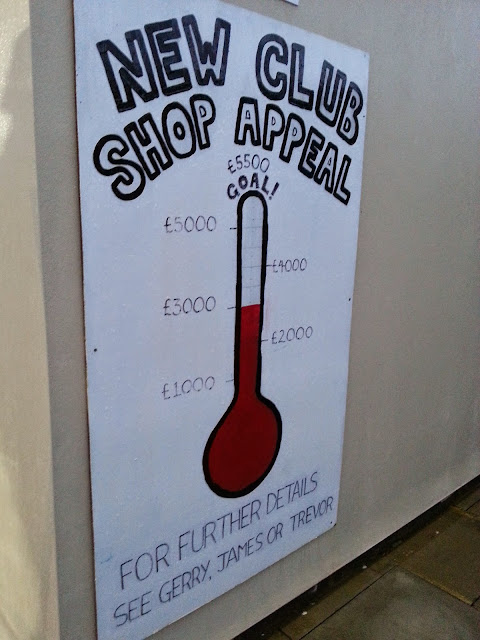 NEW CLUB
SHOP APPEAL
£5500
GOAL!
£5000
£4000
£3000
£2000
£1000
FOR FURTHER DETAILS
SEE GERRY, JAMES OR TREVOR